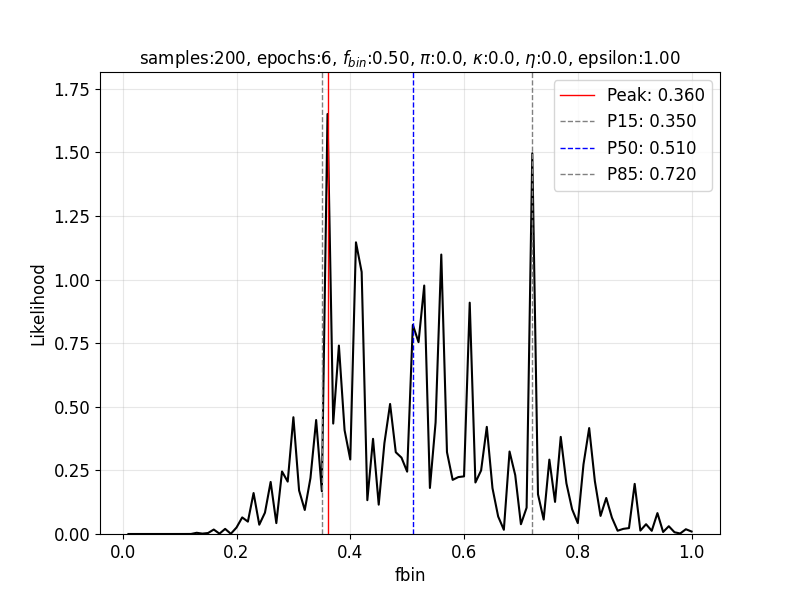 samples:200, epochs:6, f_bin:0.50, π:0.0, κ:0.0, η:0.0, epsilon:1.00
Peak: 0.360
P15: 0.350
P50: 0.510
P85: 0.720
Likelihood
1.75
1.50
1.25
1.00
0.75
0.50
0.25
0.00
0.0 0.2 0.4 0.6 0.8 1.0
fbin